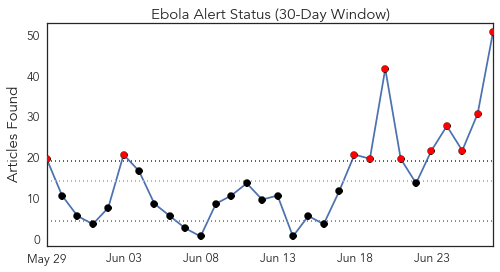 Ebola Alert Status (30-Day Window)
Articles Found
50
40
30
20
10
0
May 29
Jun 03
Jun 08
Jun 13
Jun 18
Jun 23